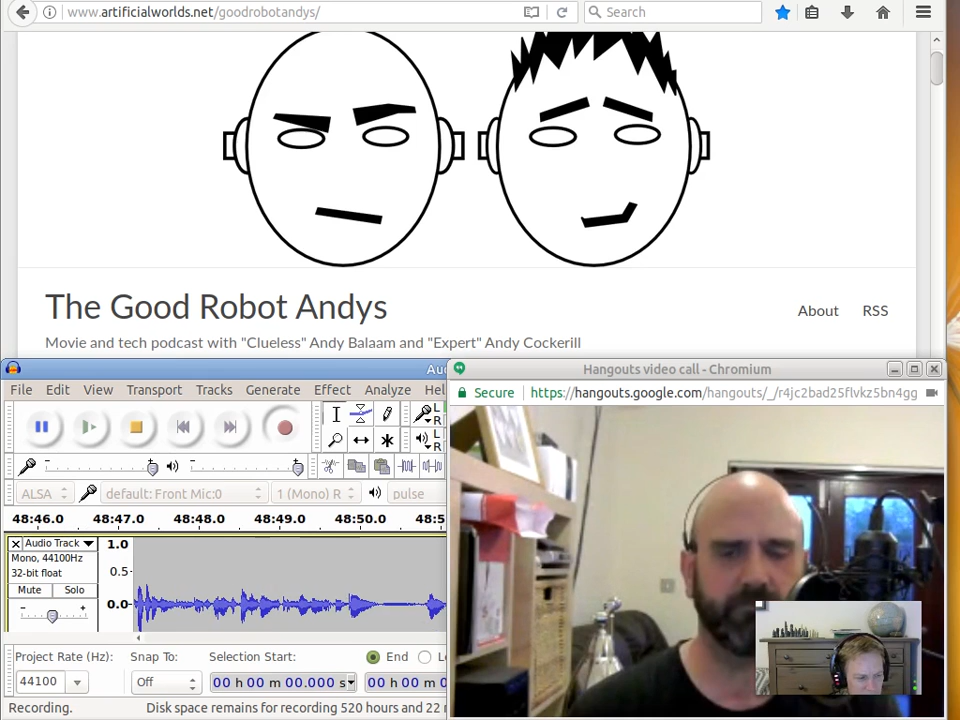 www.artificialworlds.net/goodrobotandys/
Search
The Good Robot Andys
About RSS
Movie and tech podcast with "Clueless" Andy Balaam and "Expert" Andy Cockerill
Hangouts video call - Chromium
File Edit View Transport Tracks Generate Effect Analyze
Secure https://hangouts.google.com/hangouts/_/r4jc2bad25flvkz5bn4gg
L
R
L
R
ALSA default: Front Mic:0 1 (Mono) R pulse
48:46.0 48:47.0 48:48.0 48:49.0 48:50.0 48:5
Audio Track 1.0
Mono, 44100Hz
32-bit float 0.5-
Mute Solo
0.0-
- +
Project Rate (Hz): Snap To: Selection Start: End
44100 Off 00 h 00 m 00.000 s 00 h 00 m
Recording. Disk space remains for recording 520 hours and 22